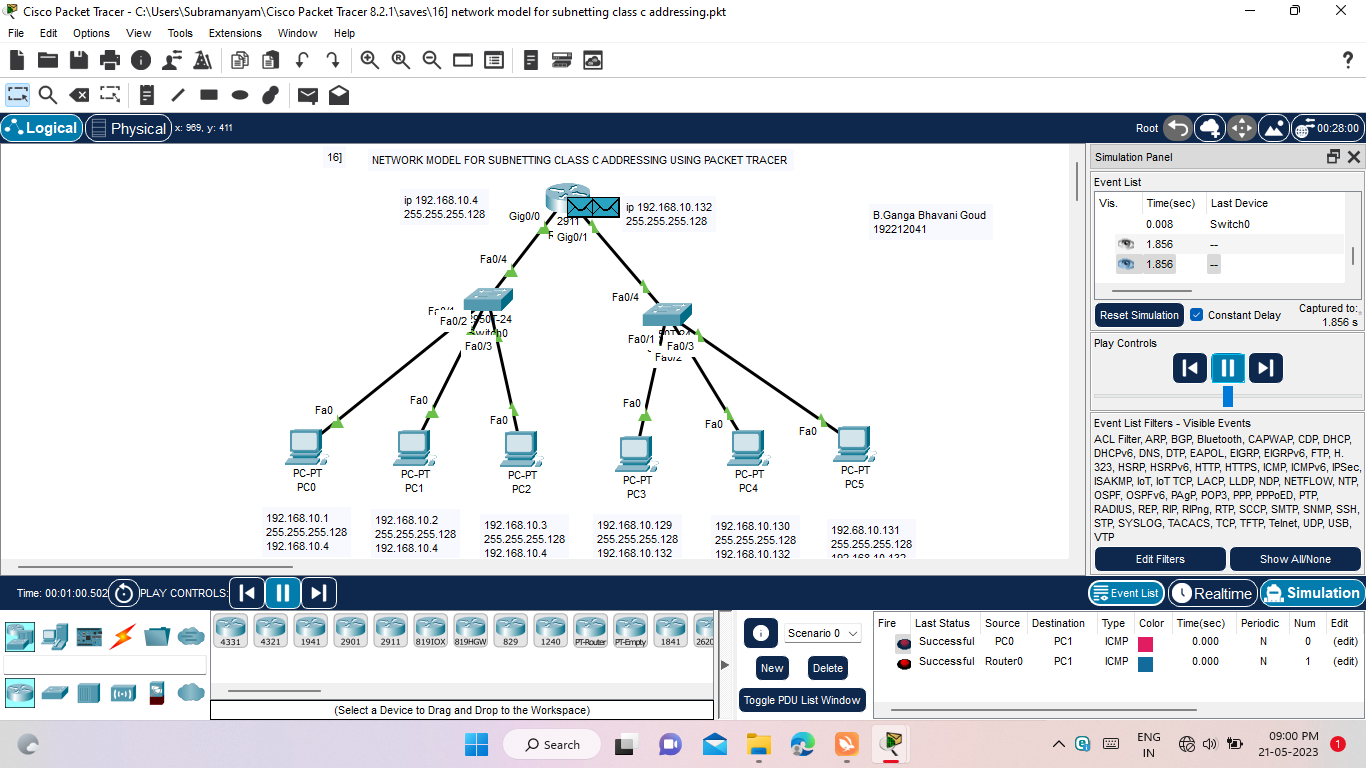 Cisco Packet Tracer - C:\Users\Subramanyam\Cisco Packet Tracer 8.2.1\saves\16] network model for subnetting class c addressing.pkt
File Edit Options View Tools Extensions Window Help
Logical Physical x: 969, y: 411 Root 00:28:00
16] NETWORK MODEL FOR SUBNETTING CLASS C ADDRESSING USING PACKET TRACER
ip 192.168.10.4
255.255.255.128
Gig0/0
2911
Gig0/1
ip 192.168.10.132
255.255.255.128
B.Ganga Bhavani Goud
192212041
Fa0/4
Fa0/4
Fa0/2
Fa0/3
Fa0/1
Fa0/3
Fa0/2
Fa0
Fa0
Fa0
Fa0
Fa0
Fa0
PC-PT
PC0
PC-PT
PC1
PC-PT
PC2
PC-PT
PC3
PC-PT
PC4
PC-PT
PC5
192.168.10.1
255.255.255.128
192.168.10.4
192.168.10.2
255.255.255.128
192.168.10.4
192.168.10.3
255.255.255.128
192.168.10.4
192.168.10.129
255.255.255.128
192.168.10.132
192.168.10.130
255.255.255.128
192.168.10.132
192.68.10.131
255.255.255.128
Simulation Panel
Event List
Vis. Time(sec) Last Device
0.008 Switch0
1.856 --
1.856 --
Reset Simulation Constant Delay Captured to:
1.856 s
Play Controls
Event List Filters - Visible Events
ACL Filter, ARP, BGP, Bluetooth, CAPWAP, CDP, DHCP,
DHCPv6, DNS, DTP, EAPOL, EIGRP, EIGRPv6, FTP, H.
323, HSRP, HSRPv6, HTTP, HTTPS, ICMP, ICMPv6, IPSec,
ISAKMP, IoT, IoT TCP, LACP, LLDP, NDP, NETFLOW, NTP,
OSPF, OSPFv6, PAgP, POP3, PPP, PPPoED, PTP,
RADIUS, REP, RIP, RIPng, RTP, SCCP, SMTP, SNMP, SSH,
STP, SYSLOG, TACACS, TCP, TFTP, Telnet, UDP, USB,
VTP
Edit Filters Show All/None
Time: 00:01:00.502 PLAY CONTROLS: Event List Realtime Simulation
4331 4321 1941 2901 2911 819IOX 819HGW 829 1240 PT-Router PT-Empty 1841 2620
(Select a Device to Drag and Drop to the Workspace)
Scenario 0
New Delete
Toggle PDU List Window
Fire Last Status Source Destination Type Color Time(sec) Periodic Num Edit
Successful PC0 PC1 ICMP 0.000 N 0 (edit)
Successful Router0 PC1 ICMP 0.000 N 1 (edit)
Search
ENG
IN
09:00 PM
21-05-2023
1